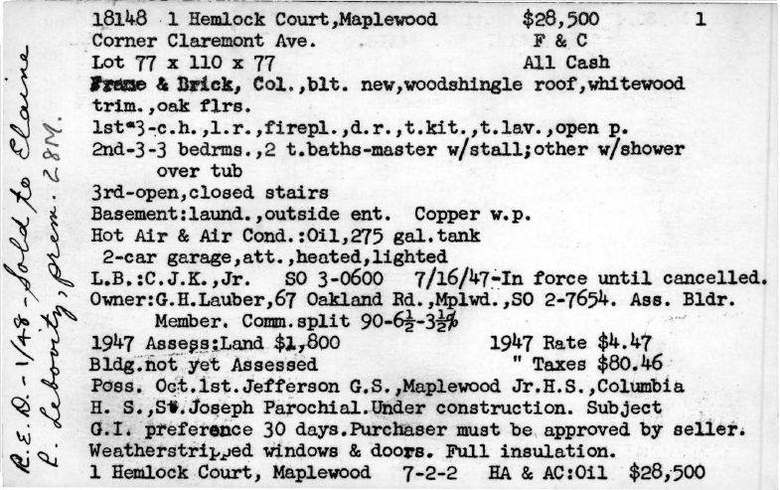 18148 1 Hemlock Court,Maplewood $28,500 1
Corner Claremont Ave. F & C
Lot 77 x 110 x 77 All Cash
Frame & Brick, Col.,blt. new,woodshingle roof,whitewood
trim.,oak flrs.
1st-3-c.h.,l.r.,firepl.,d.r.,t.kit.,t.lav.,open p.
2nd-3-3 bedrms.,2 t.baths-master w/stall;other w/shower
over tub
3rd-open,closed stairs
Basement:laund.,outside ent. Copper w.p.
Hot Air & Air Cond.:Oil,275 gal.tank
2-car garage,att.,heated,lighted
L.B.:C.J.K.,Jr. SO 3-0600 7/16/47-In force until cancelled.
Owner:G.H.Lauber,67 Oakland Rd.,Mplwd.,SO 2-7654. Ass. Bldr.
Member. Comm.split 90-6½-3½%
1947 Assess:Land $1,800 1947 Rate $4.47
Bldg.not yet Assessed " Taxes $80.46
Poss. Oct.1st.Jefferson G.S.,Maplewood Jr.H.S.,Columbia
H. S.,St.Joseph Parochial.Under construction. Subject
G.I. preference 30 days.Purchaser must be approved by seller.
Weatherstripped windows & doors. Full insulation.
1 Hemlock Court, Maplewood 7-2-2 HA & AC:Oil $28,500
R.E.D.-1/48-Sold to Elaine
P. Lebovitz, prem. 28M.